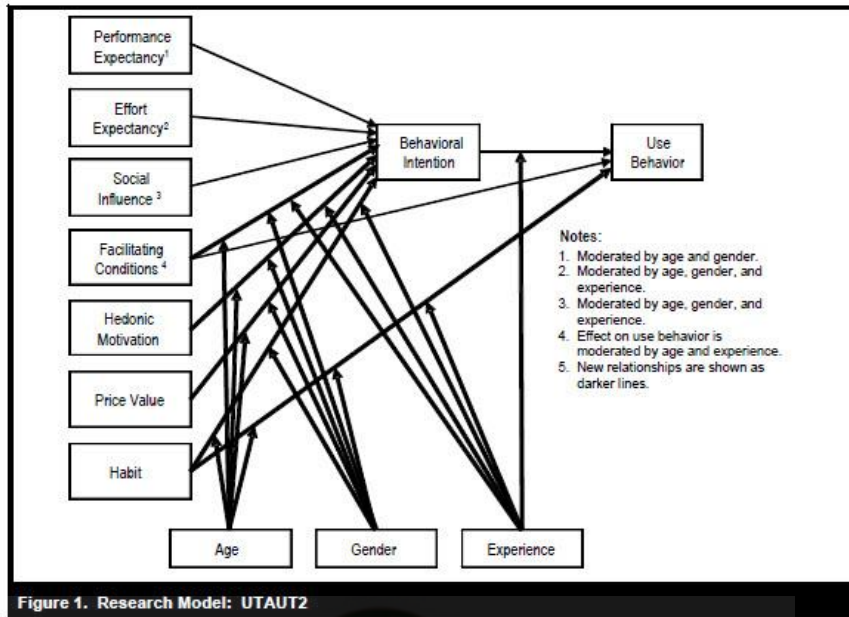 Performance
Expectancy1
Effort
Expectancy2
Social
Influence 3
Facilitating
Conditions 4
Hedonic
Motivation
Price Value
Habit
Behavioral
Intention
Use
Behavior
Notes:
1. Moderated by age and gender.
2. Moderated by age, gender, and
experience.
3. Moderated by age, gender, and
experience.
4. Effect on use behavior is
moderated by age and experience.
5. New relationships are shown as
darker lines.
Age
Gender
Experience
Figure 1. Research Model: UTAUT2